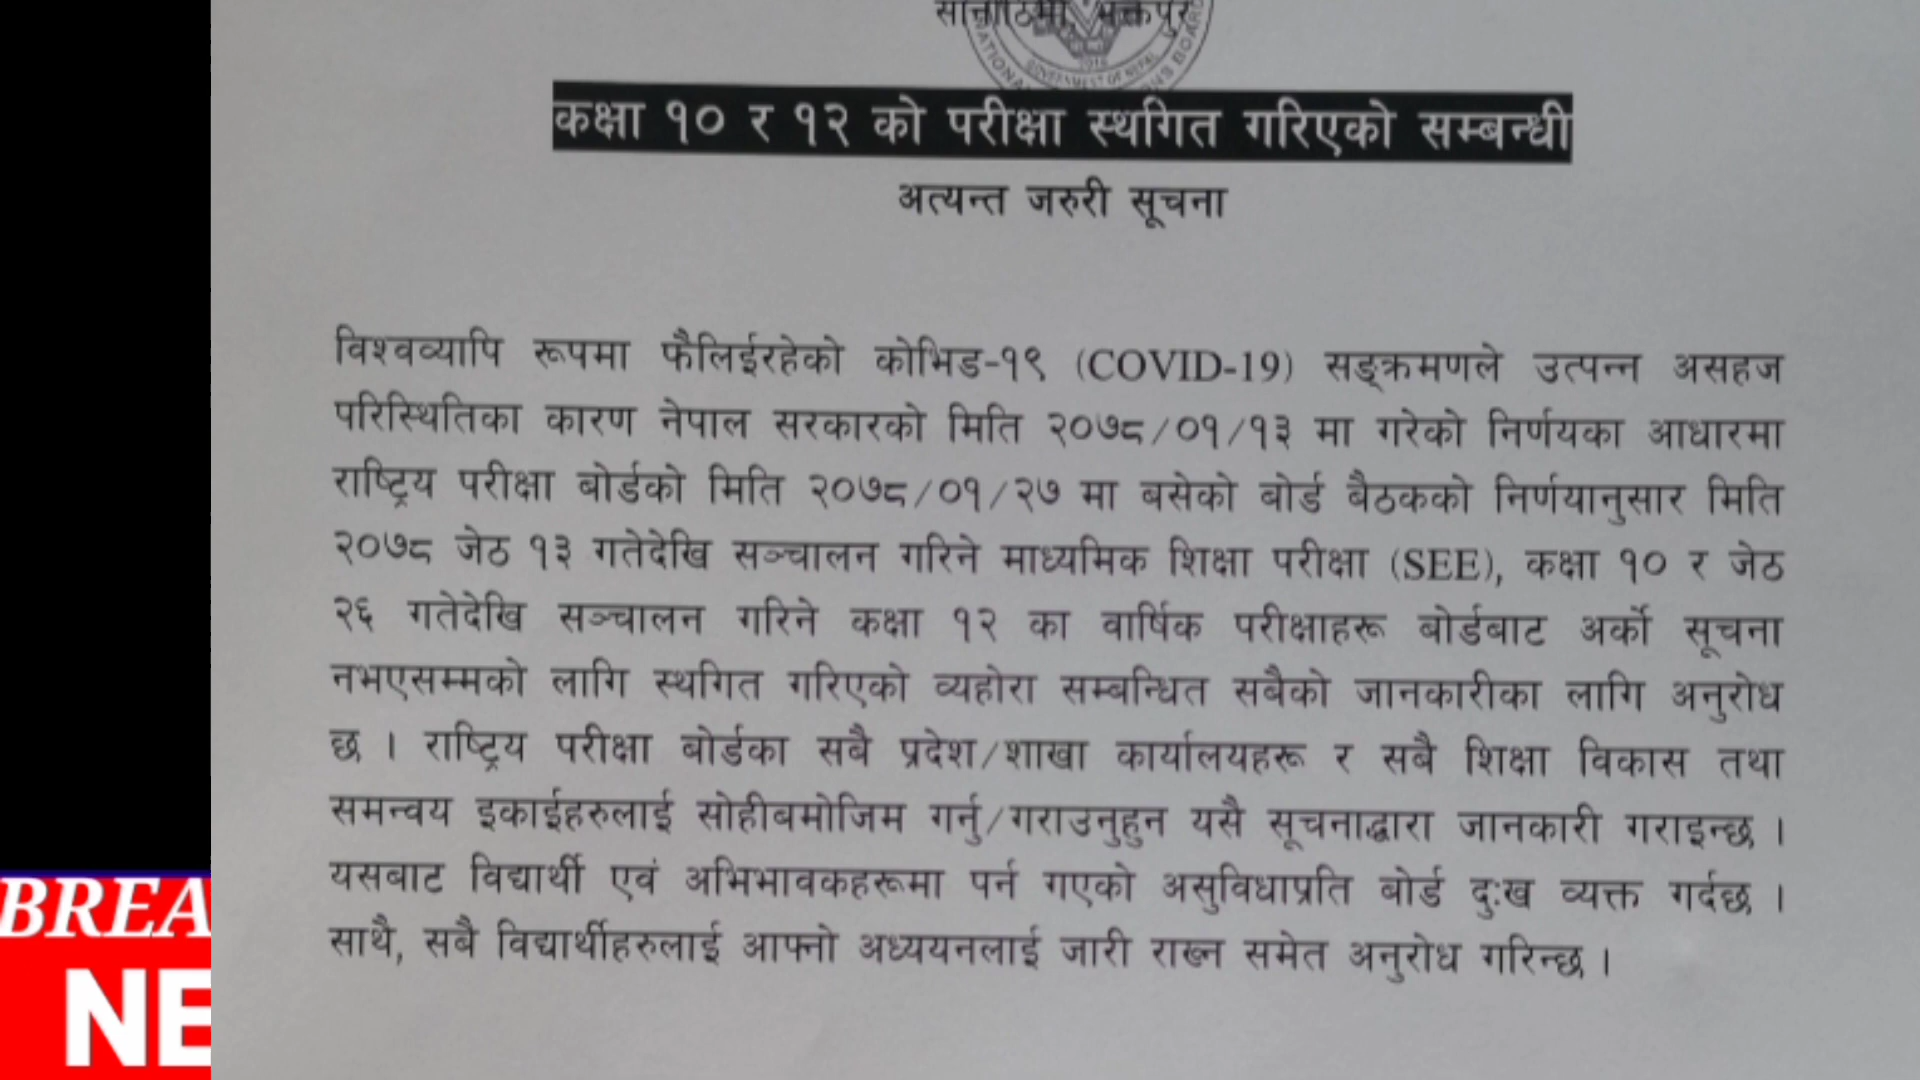 सानोठिमी, भक्तपुर
GOVERNMENT OF NEPAL
कक्षा १० र १२ को परीक्षा स्थगित गरिएको सम्बन्धी
अत्यन्त जरुरी सूचना
विश्वव्यापि रूपमा फैलिईरहेको कोभिड-१९ (COVID-19) सङ्क्रमणले उत्पन्न असहज
परिस्थितिका कारण नेपाल सरकारको मिति २०७८/०१/१३ मा गरेको निर्णयका आधारमा
राष्ट्रिय परीक्षा बोर्डको मिति २०७८/०१/२७ मा बसेको बोर्ड बैठकको निर्णयानुसार मिति
२०७८ जेठ १३ गतेदेखि सञ्चालन गरिने माध्यमिक शिक्षा परीक्षा (SEE), कक्षा १० र जेठ
२६ गतेदेखि सञ्चालन गरिने कक्षा १२ का वार्षिक परीक्षाहरू बोर्डबाट अर्को सूचना
नभएसम्मको लागि स्थगित गरिएको व्यहोरा सम्बन्धित सबैको जानकारीका लागि अनुरोध
छ । राष्ट्रिय परीक्षा बोर्डका सबै प्रदेश/शाखा कार्यालयहरू र सबै शिक्षा विकास तथा
समन्वय इकाईहरुलाई सोहीबमोजिम गर्नु/गराउनुहुन यसै सूचनाद्धारा जानकारी गराइन्छ ।
यसबाट विद्यार्थी एवं अभिभावकहरूमा पर्न गएको असुविधाप्रति बोर्ड दुःख व्यक्त गर्दछ ।
साथै, सबै विद्यार्थीहरुलाई आफ्नो अध्ययनलाई जारी राख्न समेत अनुरोध गरिन्छ ।
BREA
NE